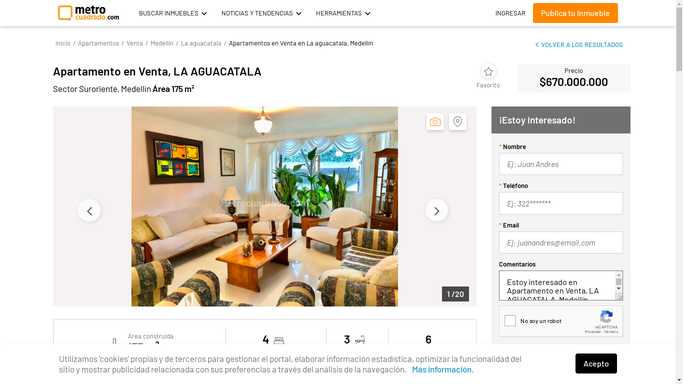 metro
cuadrado.com
BUSCAR INMUEBLES
NOTICIAS Y TENDENCIAS
HERRAMIENTAS
INGRESAR
Publica tu Inmueble
Inicio / Apartamentos / Venta / Medellin / La aguacatala / Apartamentos en Venta en La aguacatala, Medellin
VOLVER A LOS RESULTADOS
Apartamento en Venta, LA AGUACATALA
Sector Suroriente, Medellin Área 175 m²
Favorito
Precio
$670.000.000
1 / 20
¡Estoy Interesado!
* Nombre
Ej: Juan Andres
* Teléfono
Ej: 322*******
* Email
Ej: juanandres@email.com
Comentarios
Estoy interesado en
Apartamento en Venta, LA
AGUACATALA, Medellin
No soy un robot
reCAPTCHA
Privacidad - Términos
Área construida
4
3
6
Utilizamos 'cookies' propias y de terceros para gestionar el portal, elaborar información estadística, optimizar la funcionalidad del
sitio y mostrar publicidad relacionada con sus preferencias a través del análisis de la navegación. Más información.
Acepto